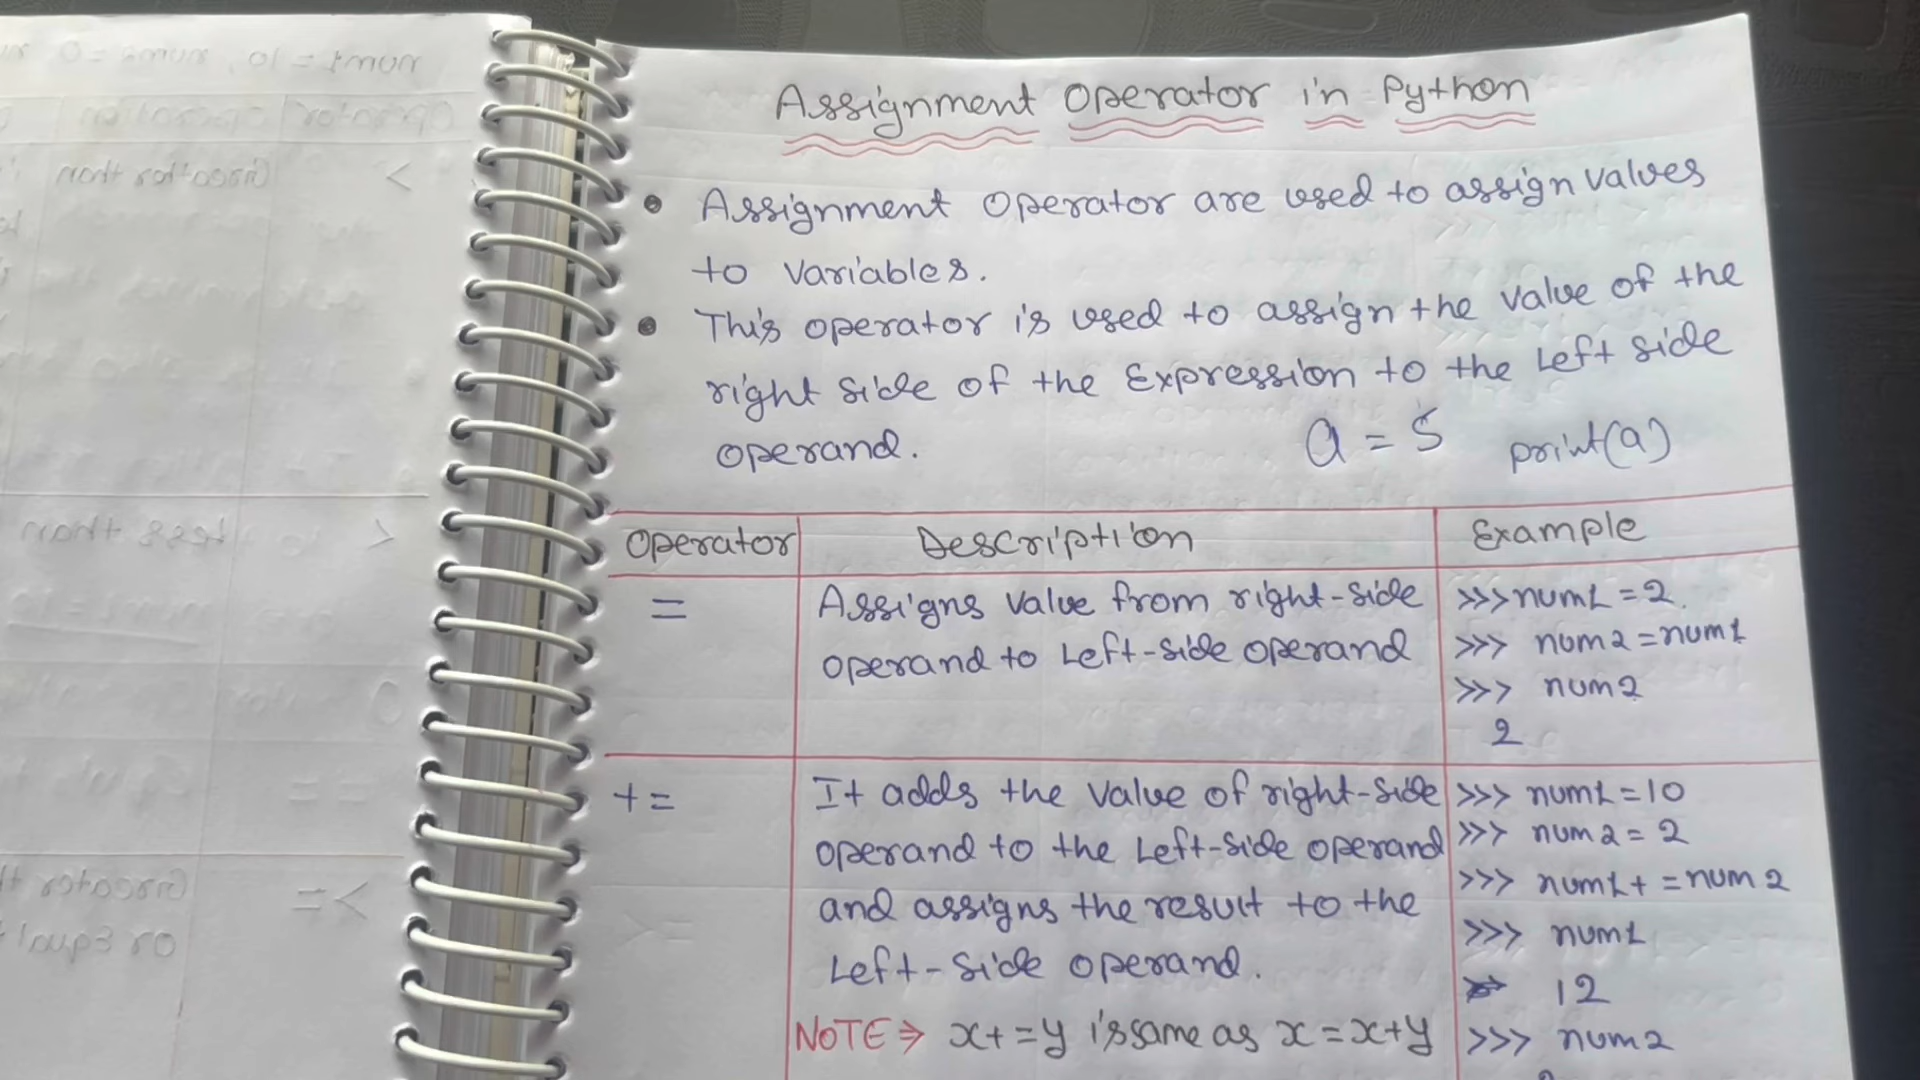 Assignment Operator in Python
• Assignment Operator are used to assign values
to variables.
• This operator is used to assign the value of the
right side of the Expression to the Left side
operand.
a = 5 print(a)
Operator Description Example
= Assigns value from right-side
operand to Left-side operand
>>> num1 = 2
>>> num2 = num1
>>> num2
2
+= It adds the value of right-side
operand to the Left-side operand
and assigns the result to the
Left-side operand.
NOTE ⇒ x+=y is same as x = x+y
>>> num1 = 10
>>> num2 = 2
>>> num1+ = num2
>>> num1
12
>>> num2